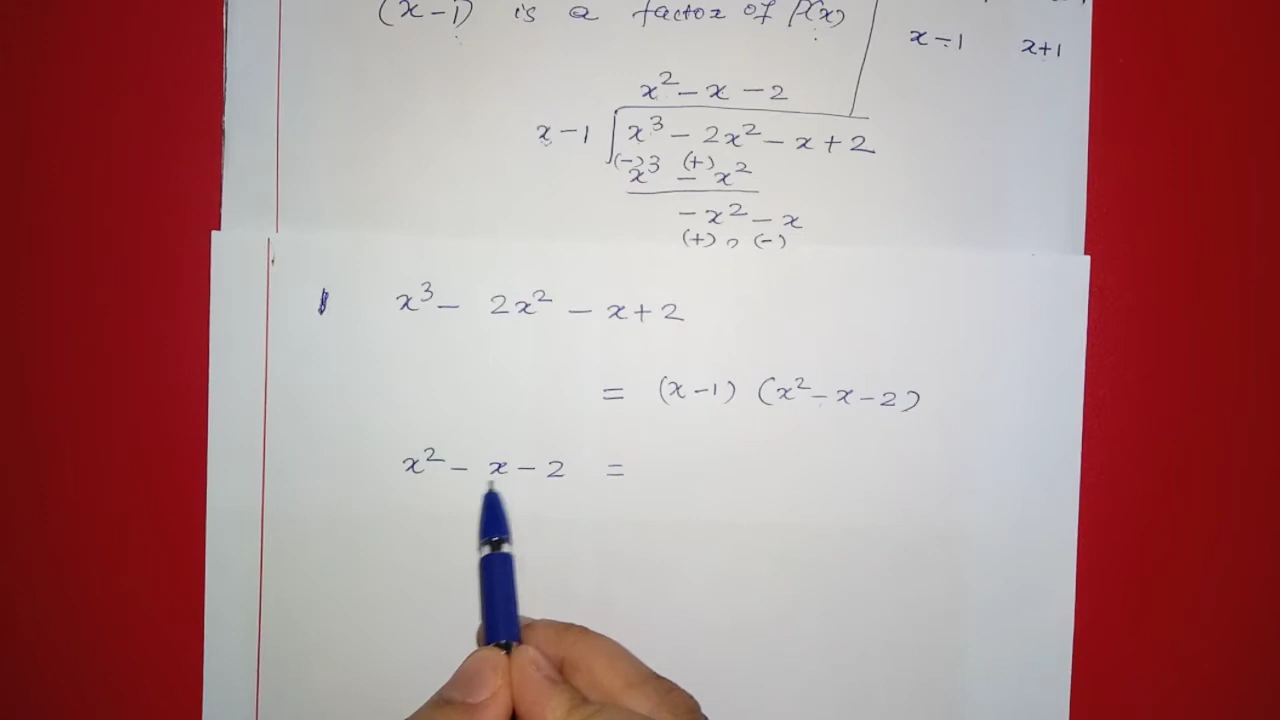 (x-1) is a factor of P(x)
x-1 x+1
x² - x - 2
x-1 x³ - 2x² - x + 2
(-) (+)
x³ - x²
-x² - x
(+) (-)
x³ - 2x² - x + 2
= (x-1) (x² - x - 2)
x² - x - 2 =